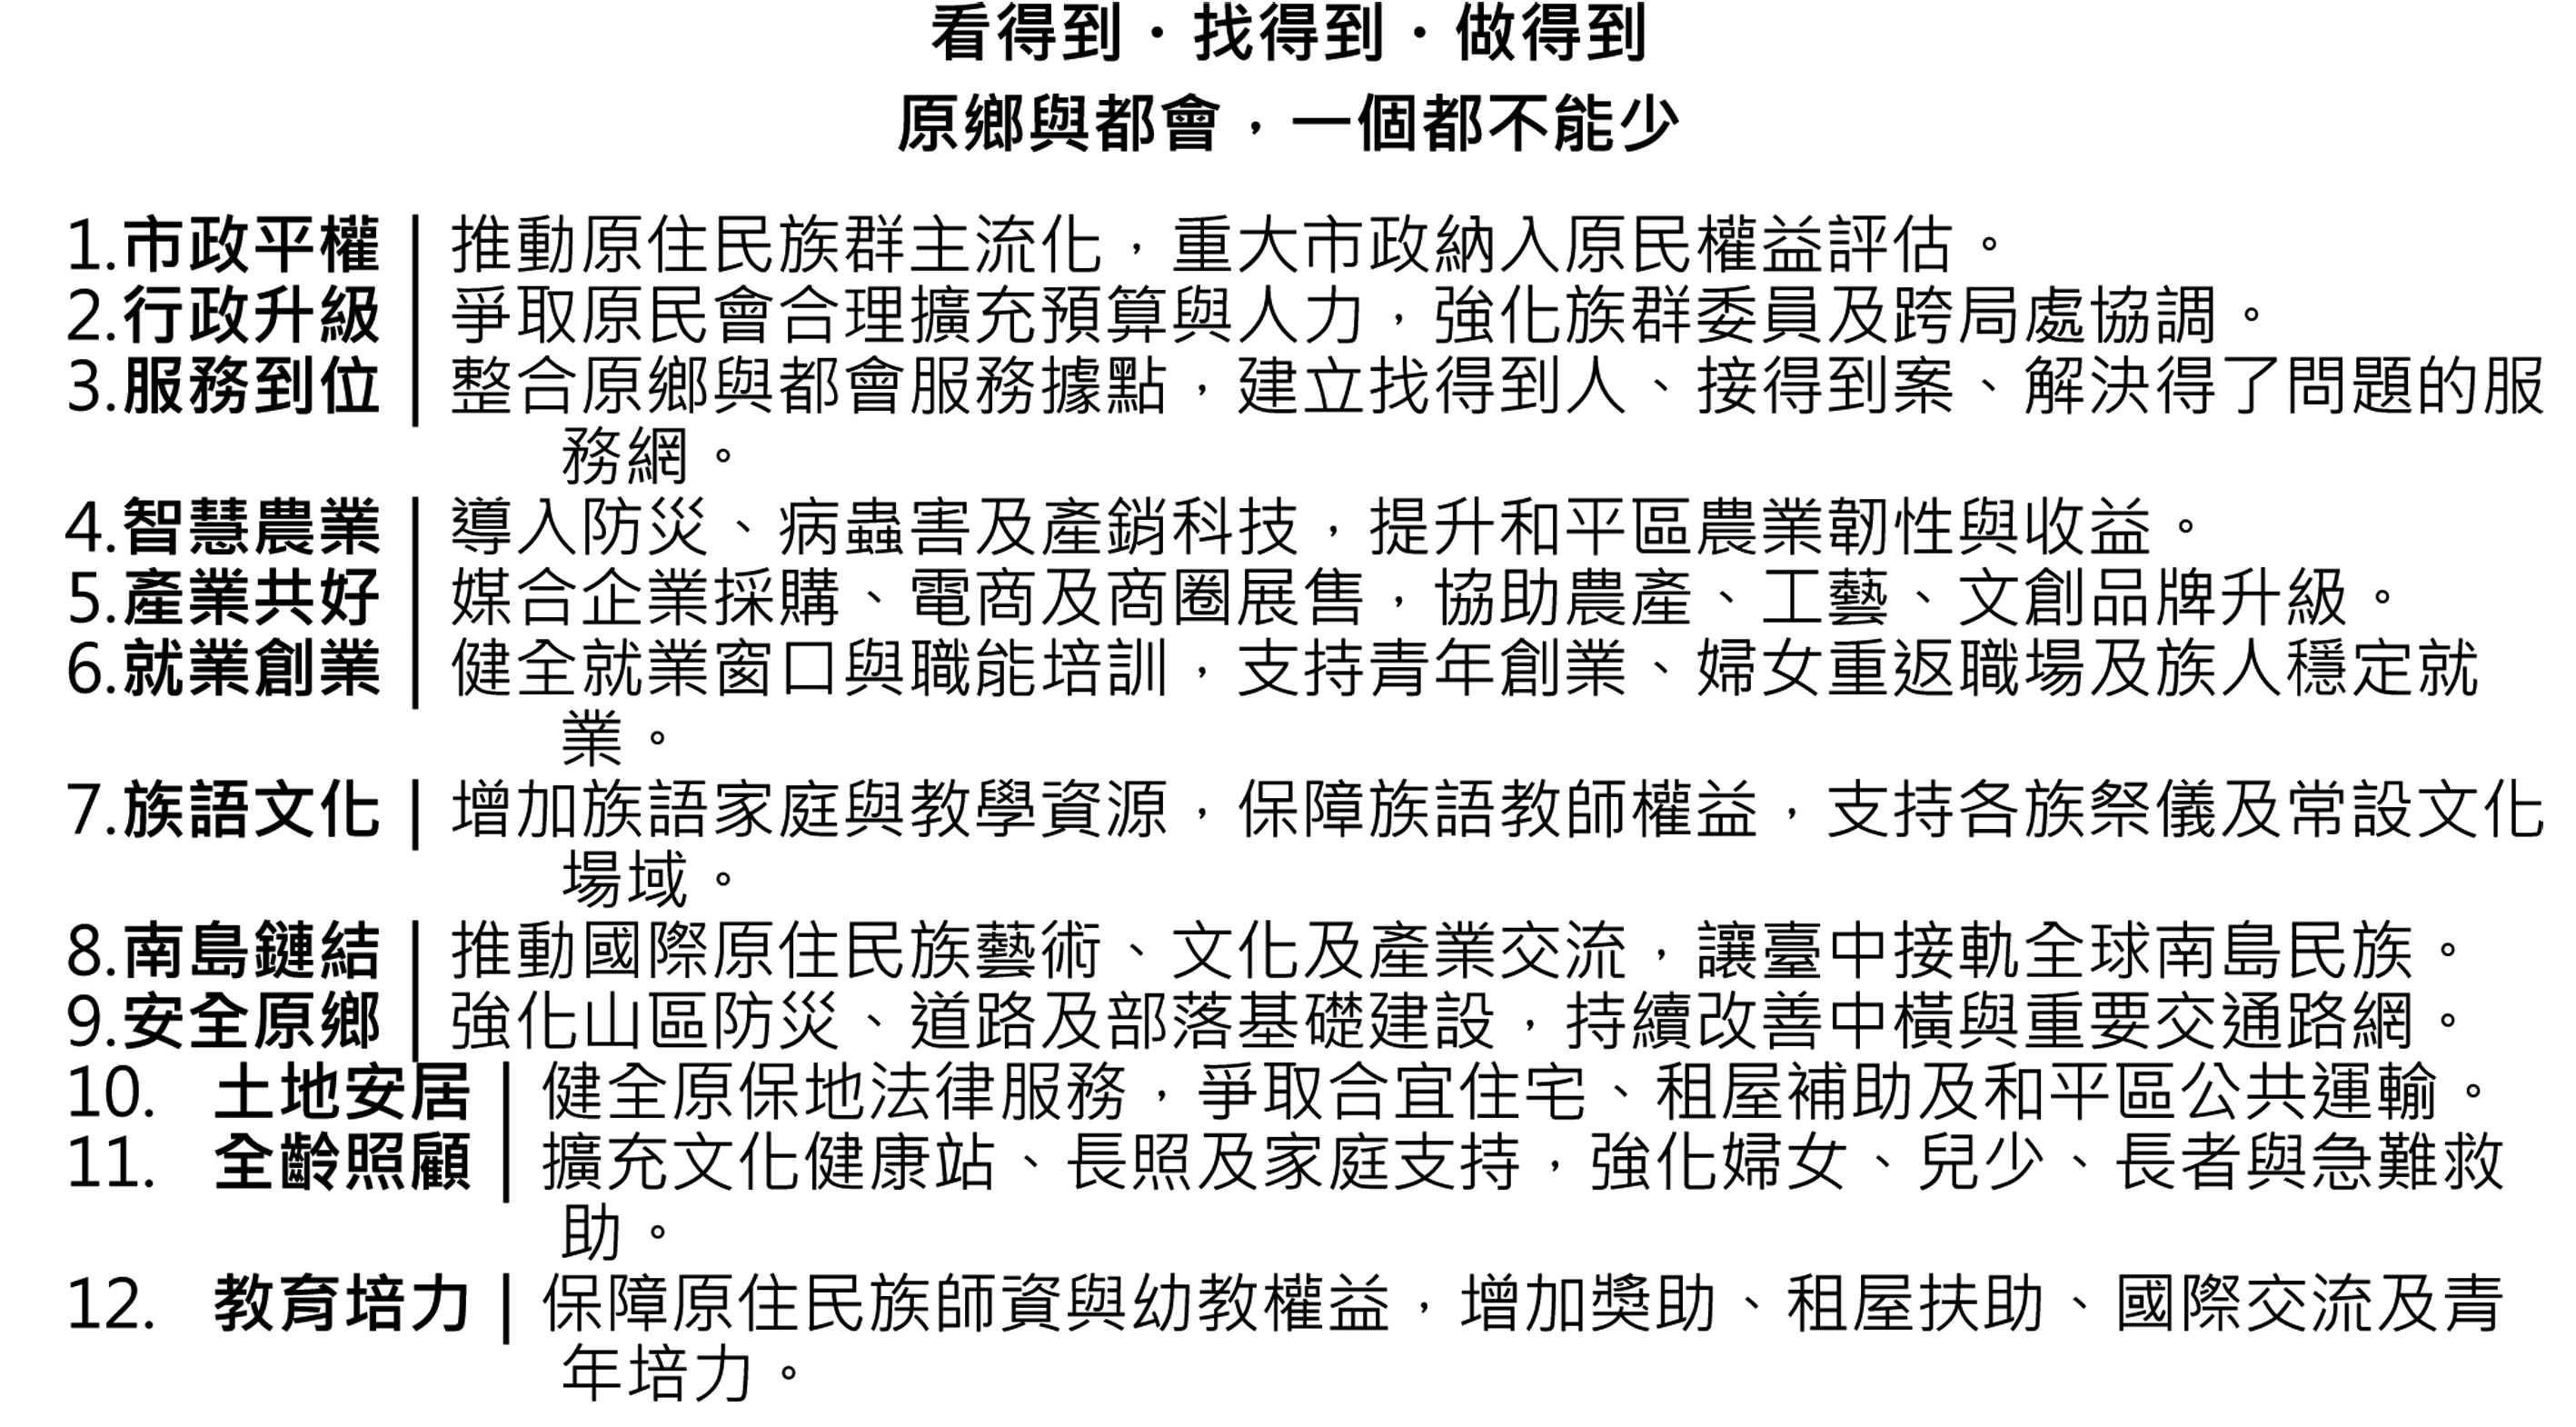 看得到·找得到·做得到
原鄉與都會，一個都不能少
1.市政平權｜推動原住民族群主流化，重大市政納入原民權益評估。
2.行政升級｜爭取原民會合理擴充預算與人力，強化族群委員及跨局處協調。
3.服務到位｜整合原鄉與都會服務據點，建立找得到人、接得到案、解決得了問題的服
務網。
4.智慧農業｜導入防災、病蟲害及產銷科技，提升和平區農業韌性與收益。
5.產業共好｜媒合企業採購、電商及商圈展售，協助農產、工藝、文創品牌升級。
6.就業創業｜健全就業窗口與職能培訓，支持青年創業、婦女重返職場及族人穩定就
業。
7.族語文化｜增加族語家庭與教學資源，保障族語教師權益，支持各族祭儀及常設文化
場域。
8.南島鏈結｜推動國際原住民族藝術、文化及產業交流，讓臺中接軌全球南島民族。
9.安全原鄉｜強化山區防災、道路及部落基礎建設，持續改善中橫與重要交通路網。
10. 土地安居｜健全原保地法律服務，爭取合宜住宅、租屋補助及和平區公共運輸。
11. 全齡照顧｜擴充文化健康站、長照及家庭支持，強化婦女、兒少、長者與急難救
助。
12. 教育培力｜保障原住民族師資與幼教權益，增加獎助、租屋扶助、國際交流及青
年培力。